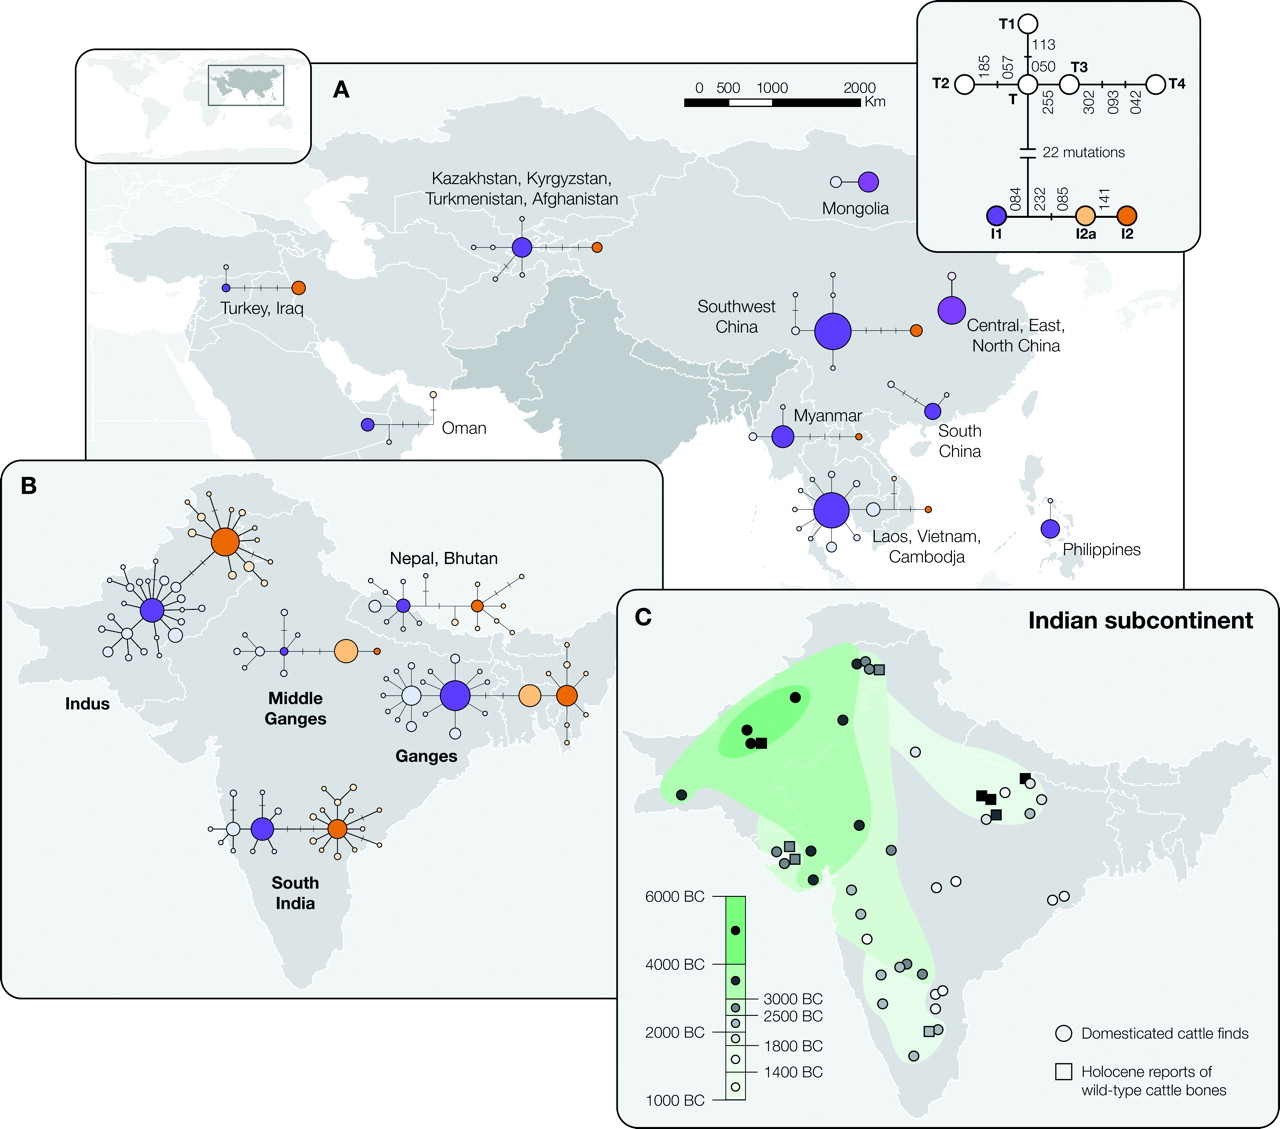 A
0 500 1000 2000
Km
T1
113
050
185
057
T2
T
T3
T4
255
302
093
042
22 mutations
084
232
085
141
I1
I2a
I2
Kazakhstan, Kyrgyzstan,
Turkmenistan, Afghanistan
Mongolia
Turkey, Iraq
Southwest
China
Central, East,
North China
Oman
Myanmar
South
China
Laos, Vietnam,
Cambodja
Philippines
B
Nepal, Bhutan
Indus
Middle
Ganges
Ganges
South
India
C
Indian subcontinent
6000 BC
4000 BC
3000 BC
2500 BC
2000 BC
1800 BC
1400 BC
1000 BC
Domesticated cattle finds
Holocene reports of
wild-type cattle bones